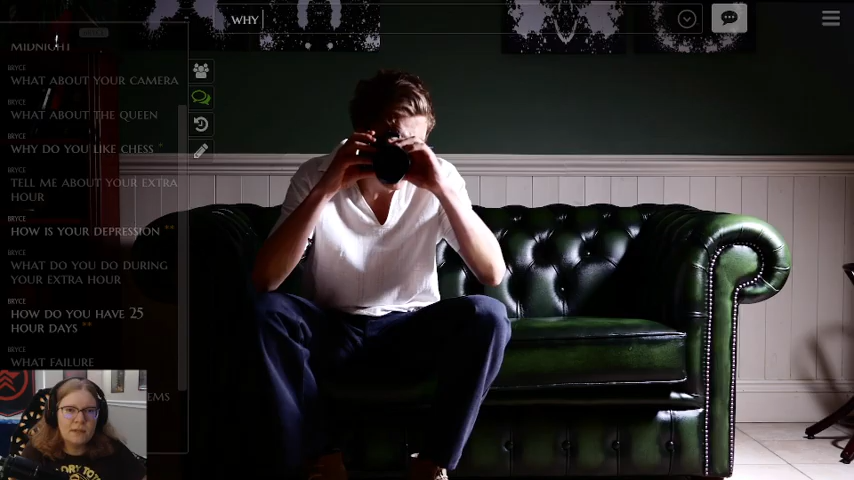 WHY
MIDNIGHT
BRYCE
WHAT ABOUT YOUR CAMERA
BRYCE
WHAT ABOUT THE QUEEN
BRYCE
WHY DO YOU LIKE CHESS *
BRYCE
TELL ME ABOUT YOUR EXTRA
HOUR
BRYCE
HOW IS YOUR DEPRESSION **
BRYCE
WHAT DO YOU DO DURING
YOUR EXTRA HOUR
BRYCE
HOW DO YOU HAVE 25
HOUR DAYS **
BRYCE
WHAT FAILURE